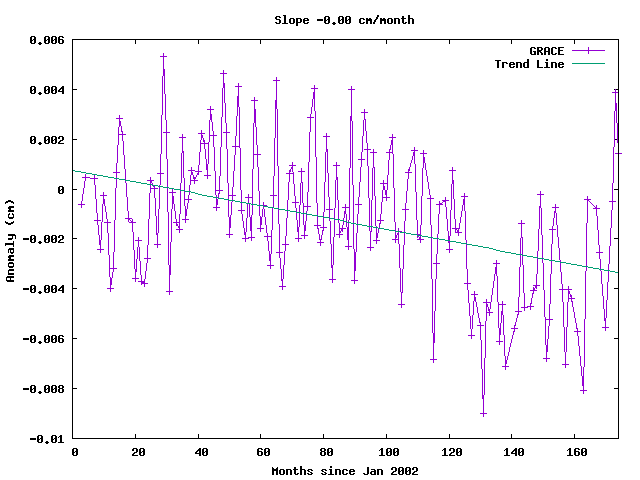 Slope -0.00 cm/month
GRACE
Trend Line
0.006
0.004
0.002
0
-0.002
-0.004
-0.006
-0.008
-0.01
Anomaly (cm)
0 20 40 60 80 100 120 140 160
Months since Jan 2002